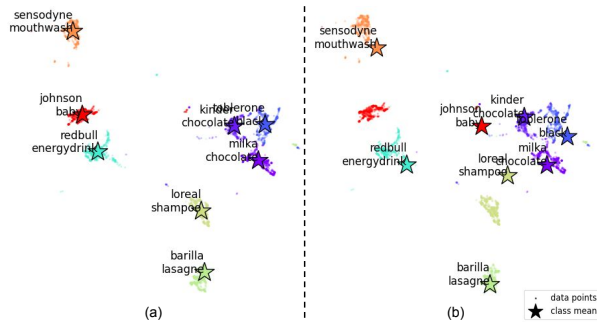 sensodyne
mouthwash
johnson
baby
redbull
energydrink
kinder
chocolate
toblerone
black
milka
chocolate
loreal
shampoo
barilla
lasagne
(a)
sensodyne
mouthwash
johnson
baby
redbull
energydrink
kinder
chocolate
toblerone
black
milka
chocolate
loreal
shampoo
barilla
lasagne
(b)
data points
class mean